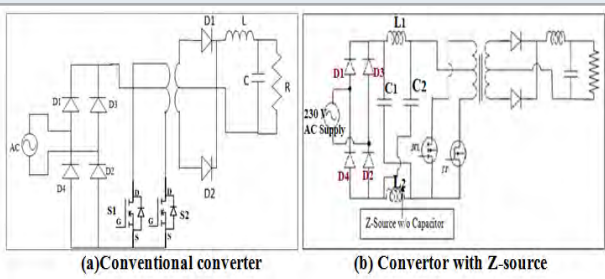 D1
L
C
R
D1
D3
AC
D4
D2
D2
D
D
S1
S2
G
G
S
S
(a)Conventional converter
L1
D1
D3
C1
C2
230 V
AC Supply
D4
D2
L2
Z-Source w/o Capacitor
(b) Convertor with Z-source